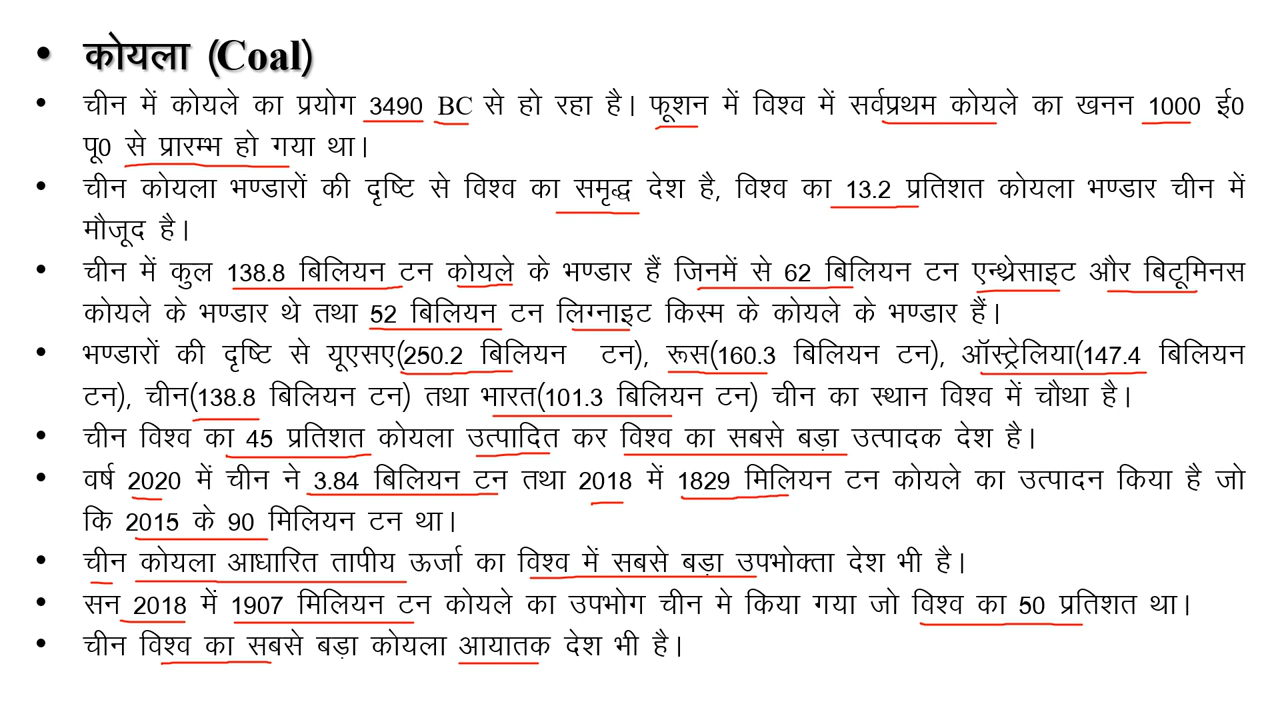 • कोयला (Coal)
• चीन में कोयले का प्रयोग 3490 BC से हो रहा है। फूशन में विश्व में सर्वप्रथम कोयले का खनन 1000 ई0
पू0 से प्रारम्भ हो गया था।
• चीन कोयला भण्डारों की दृष्टि से विश्व का समृद्ध देश है, विश्व का 13.2 प्रतिशत कोयला भण्डार चीन में
मौजूद है।
• चीन में कुल 138.8 बिलियन टन कोयले के भण्डार हैं जिनमें से 62 बिलियन टन एन्थ्रेसाइट और बिटूमिनस
कोयले के भण्डार थे तथा 52 बिलियन टन लिग्नाइट किस्म के कोयले के भण्डार हैं।
• भण्डारों की दृष्टि से यूएसए(250.2 बिलियन टन), रूस(160.3 बिलियन टन), ऑस्ट्रेलिया(147.4 बिलियन
टन), चीन(138.8 बिलियन टन) तथा भारत(101.3 बिलियन टन) चीन का स्थान विश्व में चौथा है।
• चीन विश्व का 45 प्रतिशत कोयला उत्पादित कर विश्व का सबसे बड़ा उत्पादक देश है।
• वर्ष 2020 में चीन ने 3.84 बिलियन टन तथा 2018 में 1829 मिलियन टन कोयले का उत्पादन किया है जो
कि 2015 के 90 मिलियन टन था।
• चीन कोयला आधारित तापीय ऊर्जा का विश्व में सबसे बड़ा उपभोक्ता देश भी है।
• सन 2018 में 1907 मिलियन टन कोयले का उपभोग चीन मे किया गया जो विश्व का 50 प्रतिशत था।
• चीन विश्व का सबसे बड़ा कोयला आयातक देश भी है।